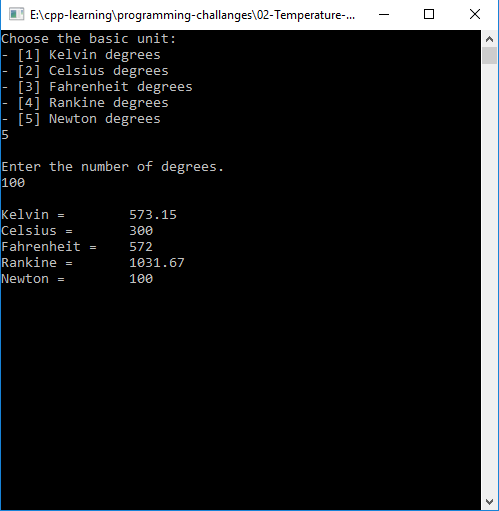 E:\cpp-learning\programming-challanges\02-Temperature-...
Choose the basic unit:
- [1] Kelvin degrees
- [2] Celsius degrees
- [3] Fahrenheit degrees
- [4] Rankine degrees
- [5] Newton degrees
5
Enter the number of degrees.
100
Kelvin = 573.15
Celsius = 300
Fahrenheit = 572
Rankine = 1031.67
Newton = 100